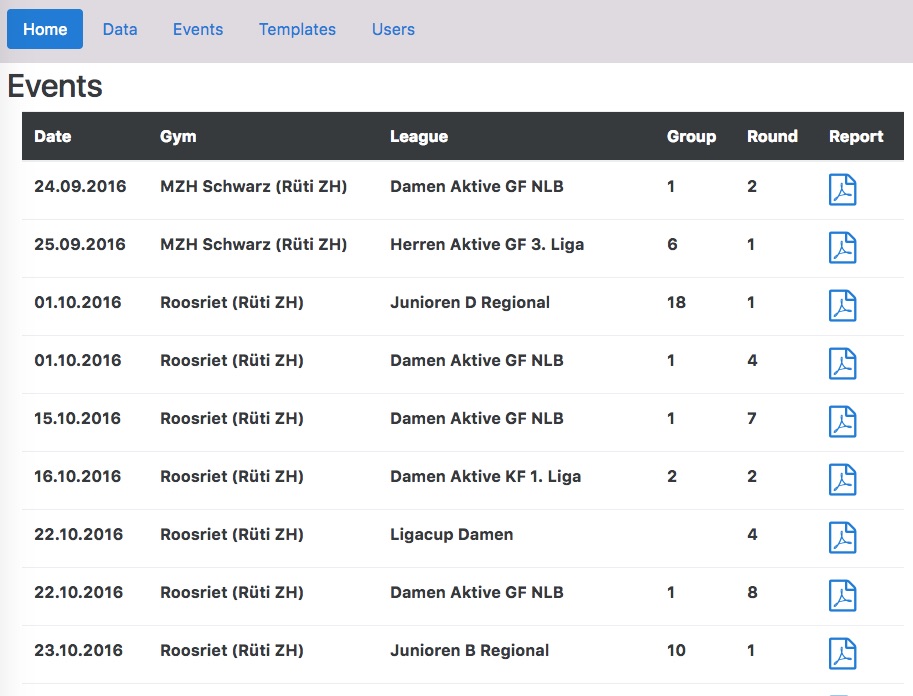 Home Data Events Templates Users
Events
Date Gym League Group Round Report
24.09.2016 MZH Schwarz (Rüti ZH) Damen Aktive GF NLB 1 2
25.09.2016 MZH Schwarz (Rüti ZH) Herren Aktive GF 3. Liga 6 1
01.10.2016 Roosriet (Rüti ZH) Junioren D Regional 18 1
01.10.2016 Roosriet (Rüti ZH) Damen Aktive GF NLB 1 4
15.10.2016 Roosriet (Rüti ZH) Damen Aktive GF NLB 1 7
16.10.2016 Roosriet (Rüti ZH) Damen Aktive KF 1. Liga 2 2
22.10.2016 Roosriet (Rüti ZH) Ligacup Damen 4
22.10.2016 Roosriet (Rüti ZH) Damen Aktive GF NLB 1 8
23.10.2016 Roosriet (Rüti ZH) Junioren B Regional 10 1